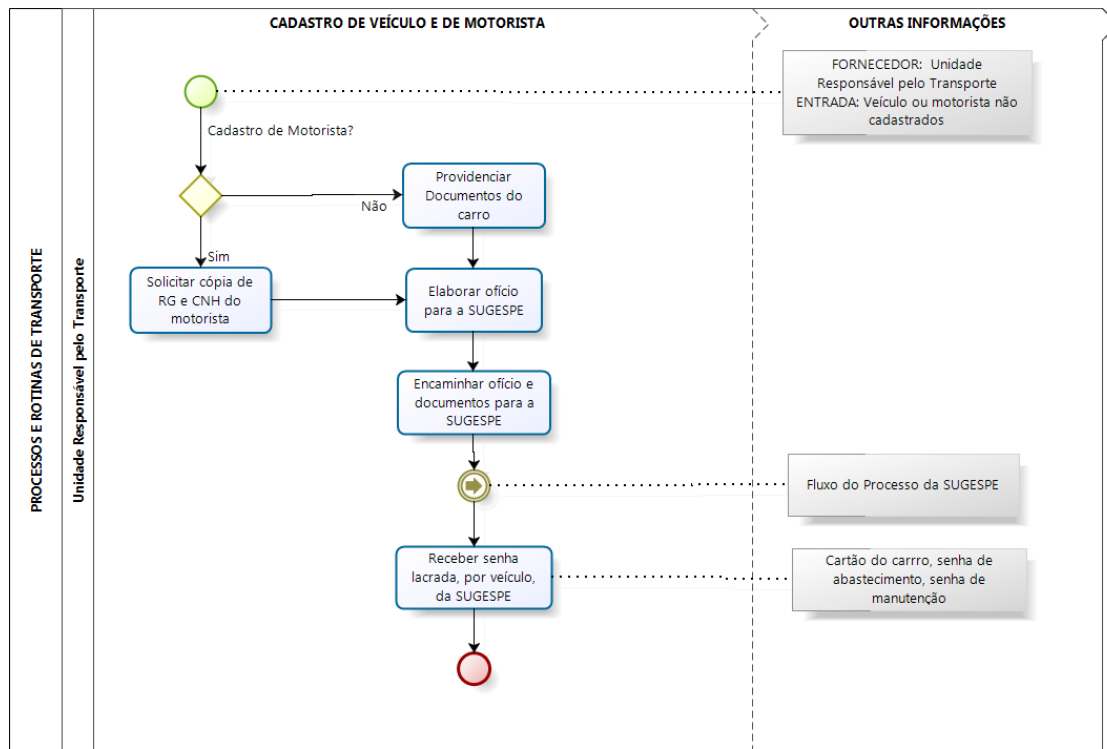 CADASTRO DE VEÍCULO E DE MOTORISTA
OUTRAS INFORMAÇÕES
PROCESSOS E ROTINAS DE TRANSPORTE
Unidade Responsável pelo Transporte
FORNECEDOR: Unidade
Responsável pelo Transporte
ENTRADA: Veículo ou motorista não
cadastrados
Cadastro de Motorista?
Não
Providenciar
Documentos do
carro
Sim
Solicitar cópia de
RG e CNH do
motorista
Elaborar ofício
para a SUGESPE
Encaminhar ofício e
documentos para a
SUGESPE
Fluxo do Processo da SUGESPE
Receber senha
lacrada, por veículo,
da SUGESPE
Cartão do carrro, senha de
abastecimento, senha de
manutenção